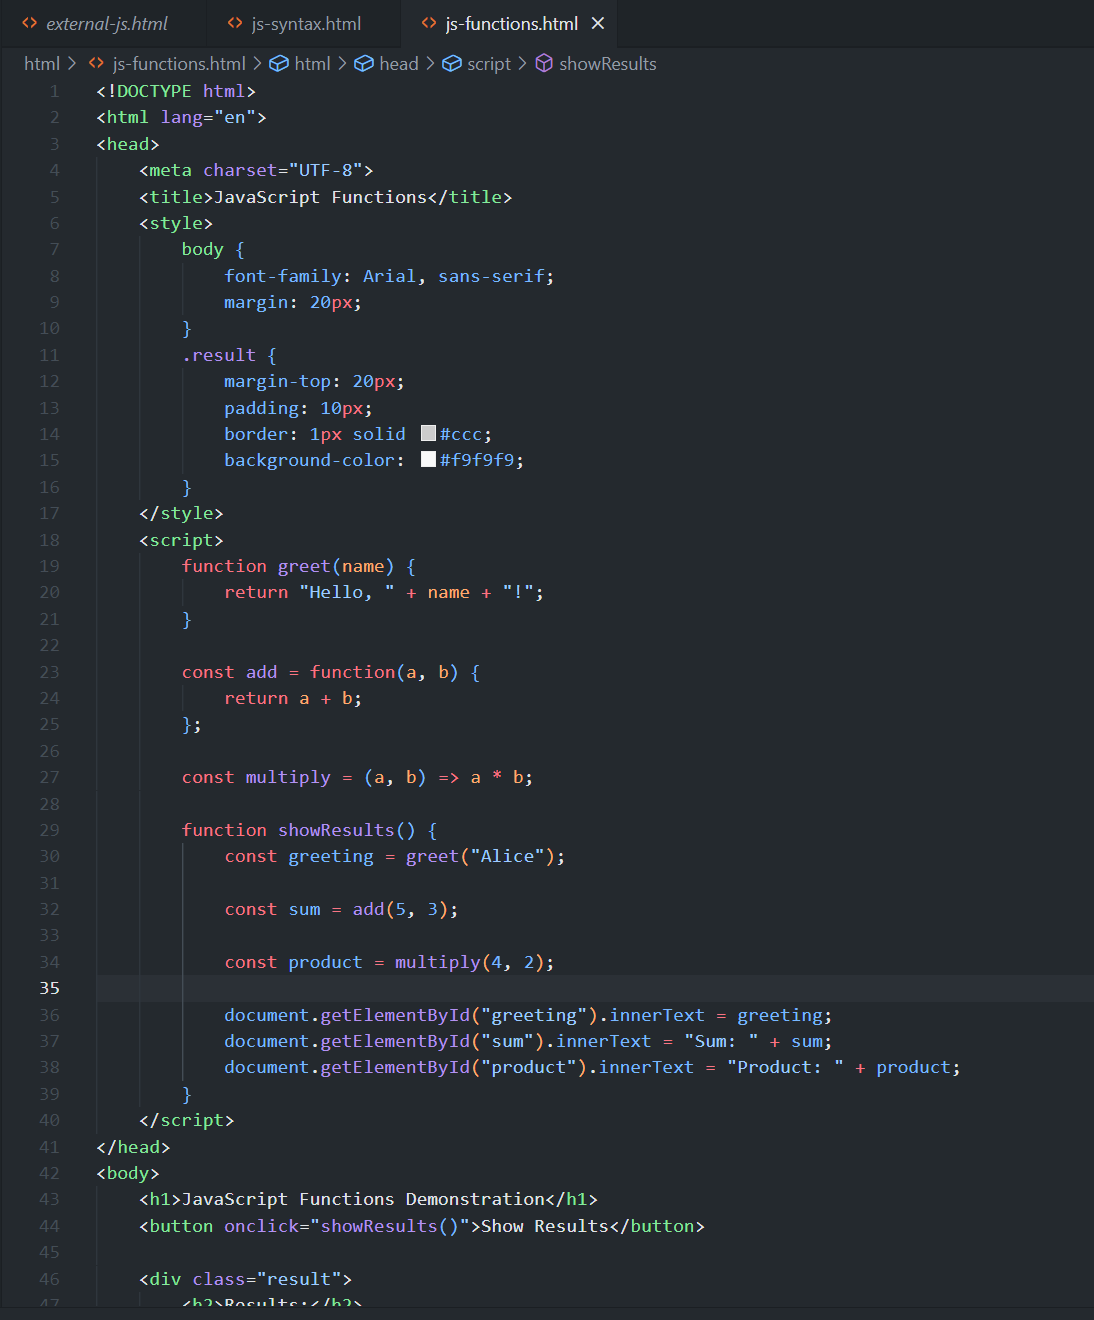 external-js.html js-syntax.html js-functions.html
html > js-functions.html > html > head > script > showResults
1 <!DOCTYPE html>
2 <html lang="en">
3 <head>
4     <meta charset="UTF-8">
5     <title>JavaScript Functions</title>
6     <style>
7         body {
8             font-family: Arial, sans-serif;
9             margin: 20px;
10         }
11         .result {
12             margin-top: 20px;
13             padding: 10px;
14             border: 1px solid #ccc;
15             background-color: #f9f9f9;
16         }
17     </style>
18     <script>
19         function greet(name) {
20             return "Hello, " + name + "!";
21         }
22
23         const add = function(a, b) {
24             return a + b;
25         };
26
27         const multiply = (a, b) => a * b;
28
29         function showResults() {
30             const greeting = greet("Alice");
31
32             const sum = add(5, 3);
33
34             const product = multiply(4, 2);
35
36             document.getElementById("greeting").innerText = greeting;
37             document.getElementById("sum").innerText = "Sum: " + sum;
38             document.getElementById("product").innerText = "Product: " + product;
39         }
40     </script>
41 </head>
42 <body>
43     <h1>JavaScript Functions Demonstration</h1>
44     <button onclick="showResults()">Show Results</button>
45
46     <div class="result">
47         <h2>Results:</h2>